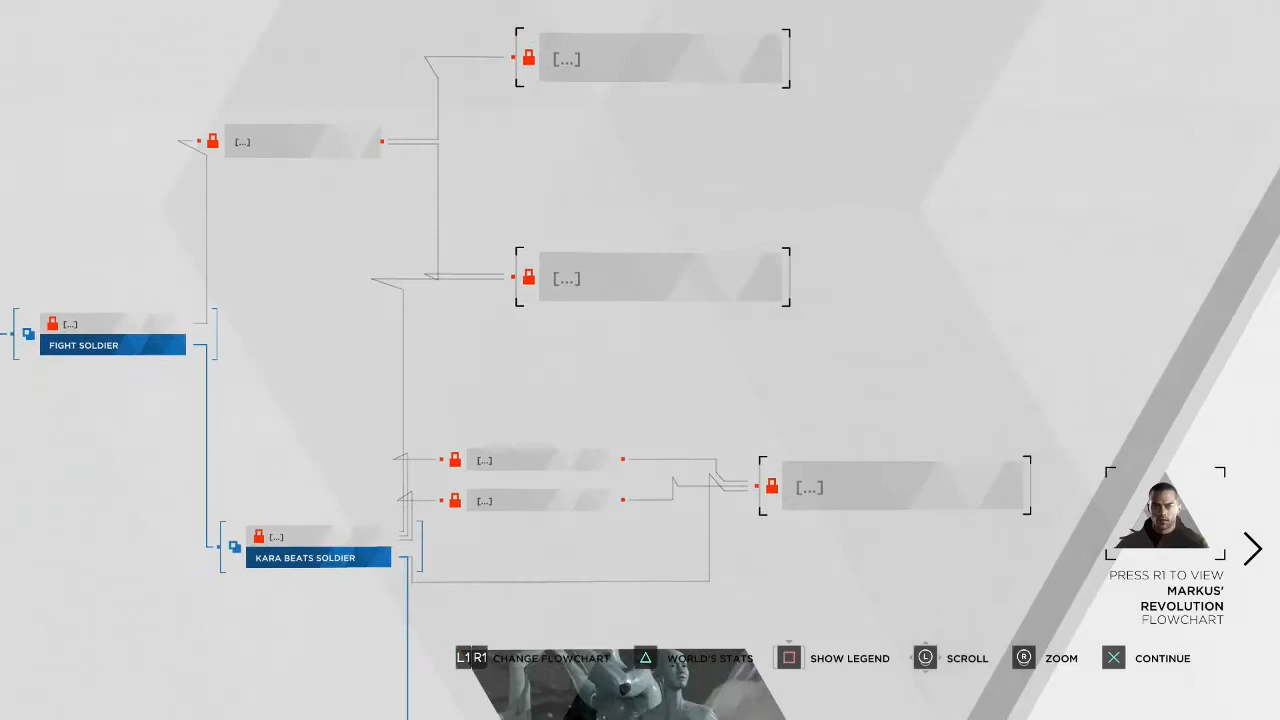 [...]
[...]
[...]
[...]
FIGHT SOLDIER
[...]
[...]
[...]
[...]
KARA BEATS SOLDIER
PRESS R1 TO VIEW
MARKUS'
REVOLUTION
FLOWCHART
L1 R1 CHANGE FLOWCHART WORLD'S STATS SHOW LEGEND L SCROLL R ZOOM CONTINUE